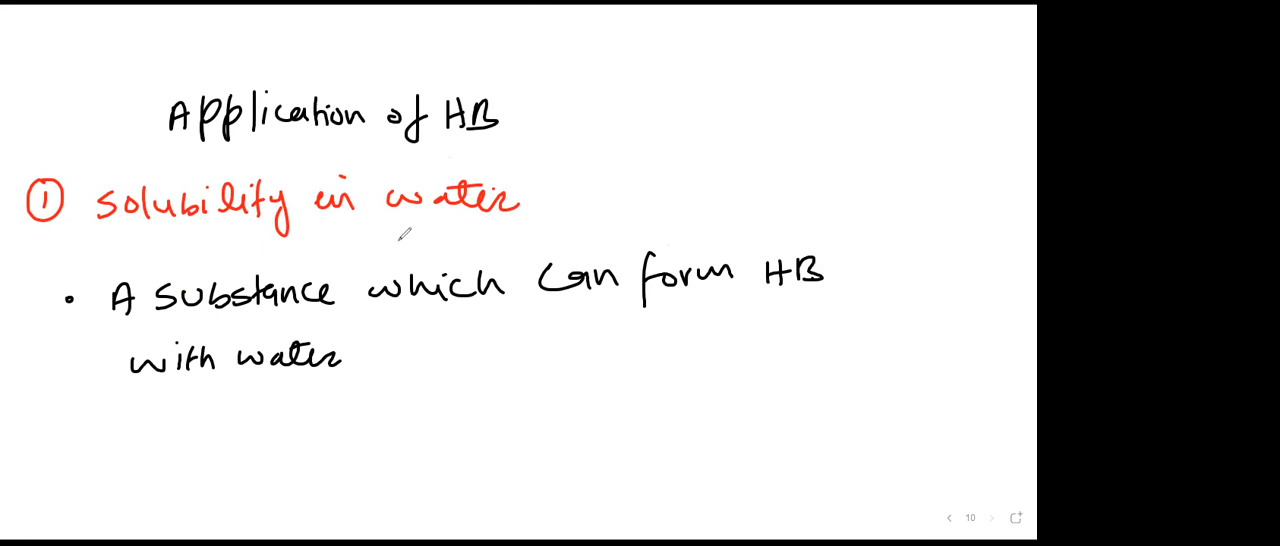 Application of HB
① Solubility in water
• A substance which can form HB
with water
10